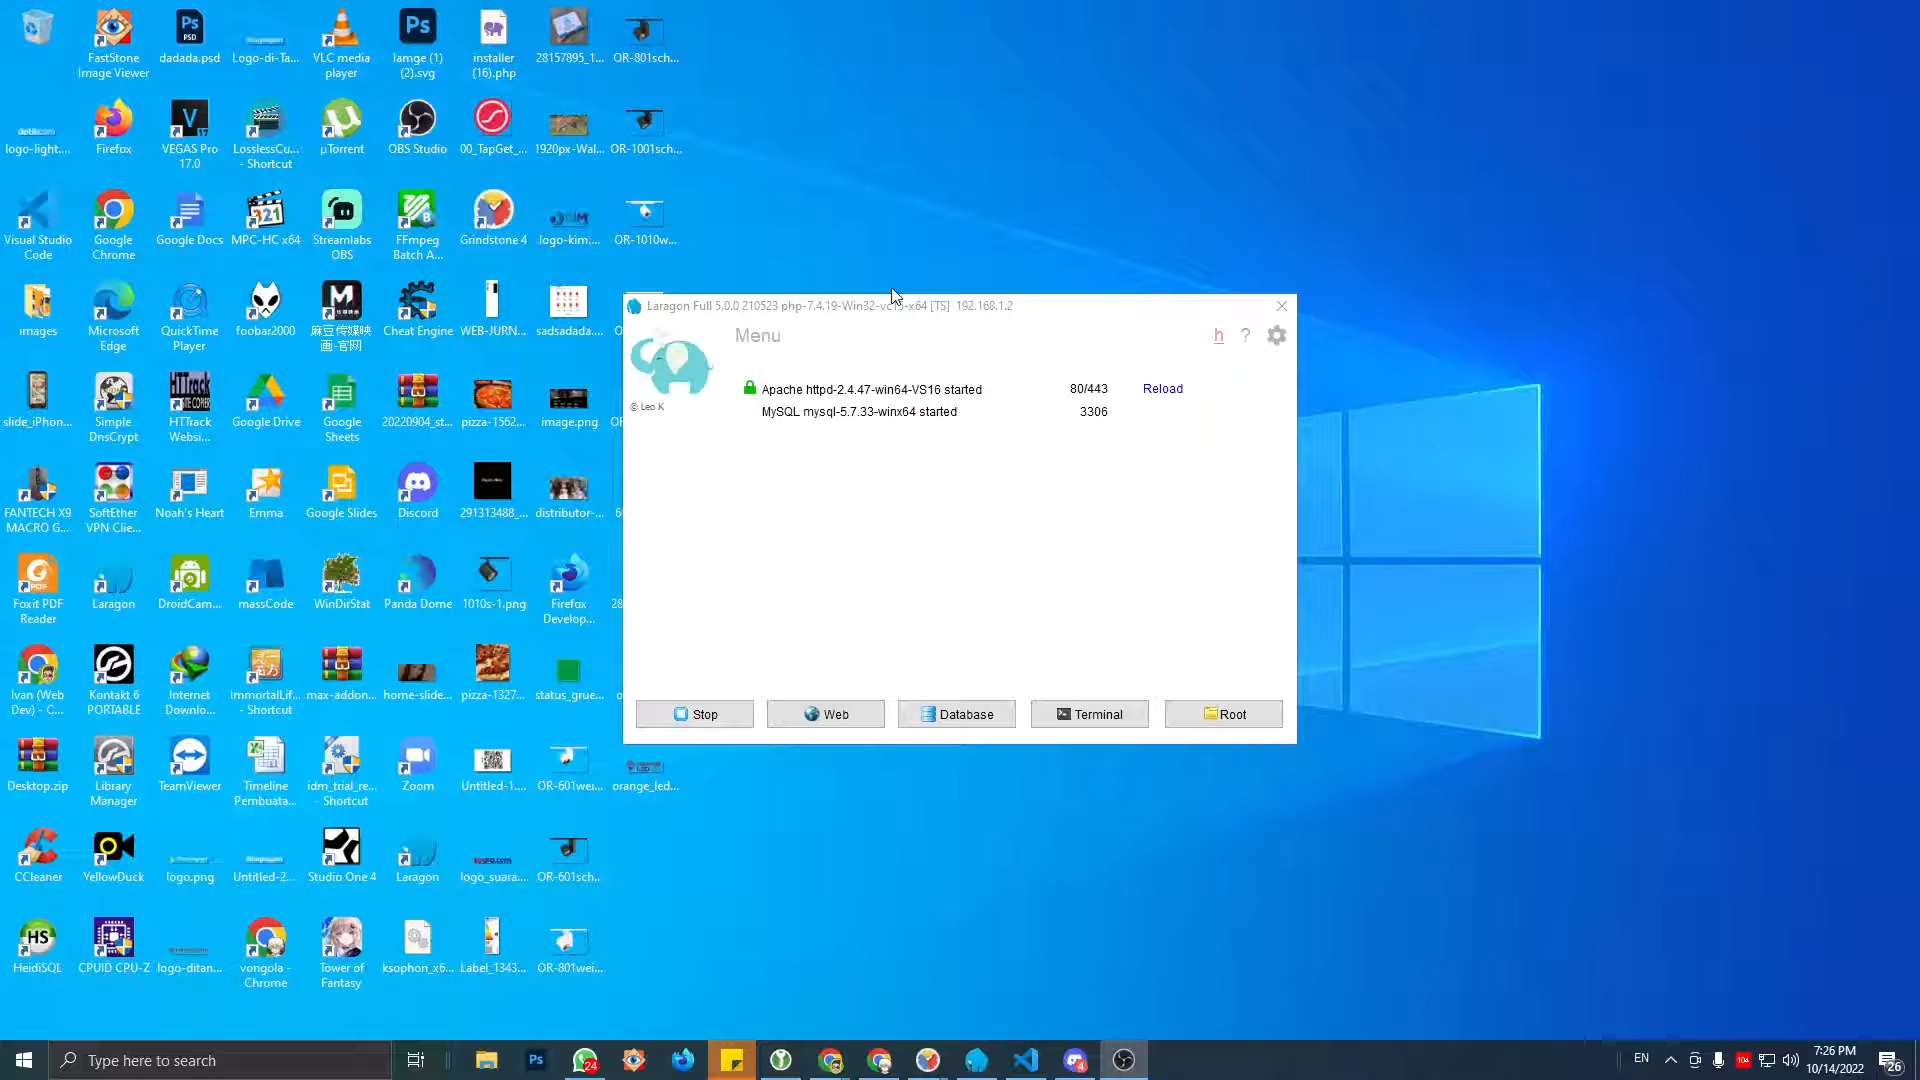 FastStone
Image Viewer
dadada.psd
Logo-di-Ta...
VLC media
player
Iamge (1)
(2).svg
installer
(16).php
28157895_1...
OR-801sch...
logo-light....
Firefox
VEGAS Pro
17.0
LosslessCu...
- Shortcut
µTorrent
OBS Studio
00_TapGet_...
1920px-Wal...
OR-1001sch...
Visual Studio
Code
Google
Chrome
Google Docs
MPC-HC x64
Streamlabs
OBS
FFmpeg
Batch A...
Grindstone 4
logo-kim....
OR-1010w...
images
Microsoft
Edge
QuickTime
Player
foobar2000
麻豆传媒映
画-官网
Cheat Engine
WEB-JURN...
sadsadada....
slide_iPhon...
Simple
DnsCrypt
HTTrack
Websi...
Google Drive
Google
Sheets
20220904_st...
pizza-1562...
image.png
FANTECH X9
MACRO G...
SoftEther
VPN Clie...
Noah's Heart
Emma
Google Slides
Discord
291313488_...
distributor-...
Foxit PDF
Reader
Laragon
DroidCam...
massCode
WinDirStat
Panda Dome
1010s-1.png
Firefox
Develop...
28
Ivan (Web
Dev) - C...
Kontakt 6
PORTABLE
Internet
Downlo...
ImmortalLif...
- Shortcut
max-addon...
home-slide...
pizza-1327...
status_grue...
Desktop.zip
Library
Manager
TeamViewer
Timeline
Pembuata...
idm_trial_re...
- Shortcut
Zoom
Untitled-1....
OR-601wei...
orange_led...
CCleaner
YellowDuck
logo.png
Untitled-2...
Studio One 4
Laragon
logo_suara...
OR-601sch...
HeidiSQL
CPUID CPU-Z
logo-ditan...
vongola -
Chrome
Tower of
Fantasy
ksophon_x6...
Label_1343...
OR-801wei...
Laragon Full 5.0.0 210523 php-7.4.19-Win32-vc15-x64 [TS] 192.168.1.2
Menu
h
?
© Leo K
Apache httpd-2.4.47-win64-VS16 started 80/443 Reload
MySQL mysql-5.7.33-winx64 started 3306
Stop
Web
Database
Terminal
Root
Type here to search
24
4
EN
7:26 PM
10/14/2022
26